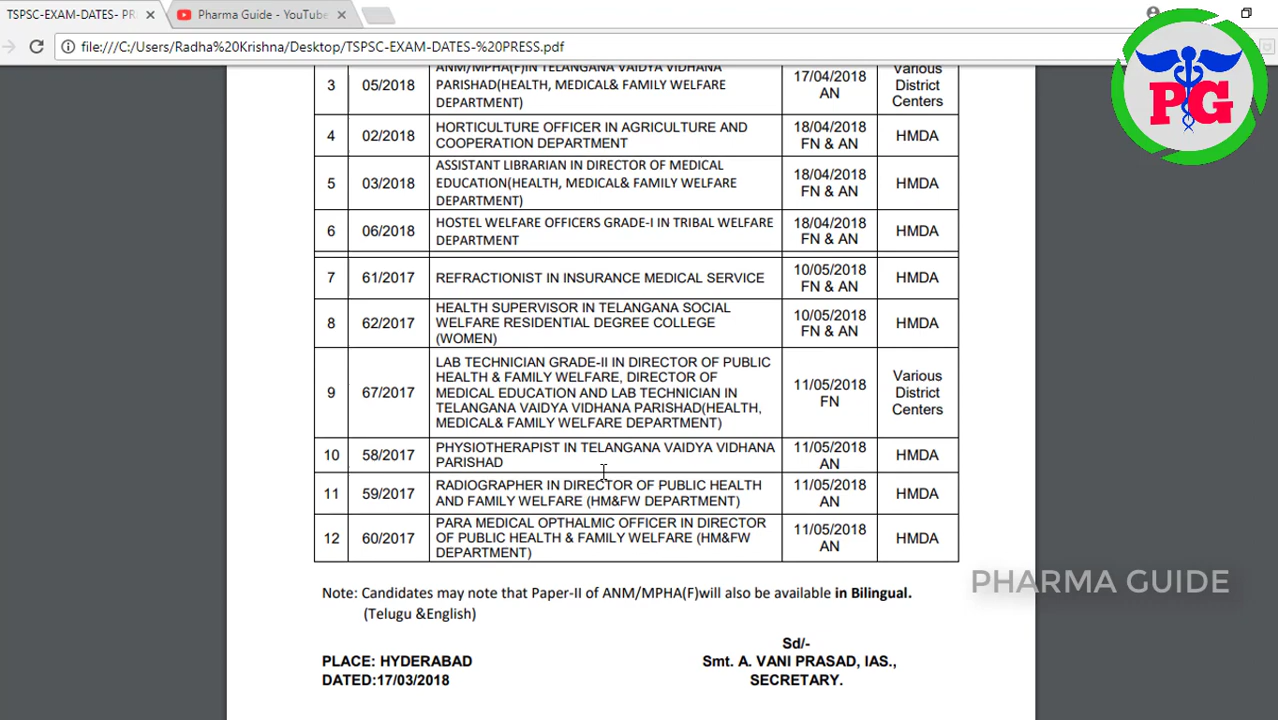 TSPSC-EXAM-DATES- PR
Pharma Guide - YouTube
file:///C:/Users/Radha%20Krishna/Desktop/TSPSC-EXAM-DATES-%20PRESS.pdf
PG
3 05/2018 ANM/MPHA(F)IN TELANGANA VAIDYA VIDHANA
PARISHAD(HEALTH, MEDICAL& FAMILY WELFARE
DEPARTMENT)
17/04/2018
AN
Various
District
Centers
4 02/2018 HORTICULTURE OFFICER IN AGRICULTURE AND
COOPERATION DEPARTMENT
18/04/2018
FN & AN
HMDA
5 03/2018 ASSISTANT LIBRARIAN IN DIRECTOR OF MEDICAL
EDUCATION(HEALTH, MEDICAL& FAMILY WELFARE
DEPARTMENT)
18/04/2018
FN & AN
HMDA
6 06/2018 HOSTEL WELFARE OFFICERS GRADE-I IN TRIBAL WELFARE
DEPARTMENT
18/04/2018
FN & AN
HMDA
7 61/2017 REFRACTIONIST IN INSURANCE MEDICAL SERVICE
10/05/2018
FN & AN
HMDA
8 62/2017 HEALTH SUPERVISOR IN TELANGANA SOCIAL
WELFARE RESIDENTIAL DEGREE COLLEGE
(WOMEN)
10/05/2018
FN & AN
HMDA
9 67/2017 LAB TECHNICIAN GRADE-II IN DIRECTOR OF PUBLIC
HEALTH & FAMILY WELFARE, DIRECTOR OF
MEDICAL EDUCATION AND LAB TECHNICIAN IN
TELANGANA VAIDYA VIDHANA PARISHAD(HEALTH,
MEDICAL& FAMILY WELFARE DEPARTMENT)
11/05/2018
FN
Various
District
Centers
10 58/2017 PHYSIOTHERAPIST IN TELANGANA VAIDYA VIDHANA
PARISHAD
11/05/2018
AN
HMDA
11 59/2017 RADIOGRAPHER IN DIRECTOR OF PUBLIC HEALTH
AND FAMILY WELFARE (HM&FW DEPARTMENT)
11/05/2018
AN
HMDA
12 60/2017 PARA MEDICAL OPTHALMIC OFFICER IN DIRECTOR
OF PUBLIC HEALTH & FAMILY WELFARE (HM&FW
DEPARTMENT)
11/05/2018
AN
HMDA
PHARMA GUIDE
Note: Candidates may note that Paper-II of ANM/MPHA(F)will also be available in Bilingual.
(Telugu &English)
Sd/-
PLACE: HYDERABAD Smt. A. VANI PRASAD, IAS.,
DATED:17/03/2018 SECRETARY.